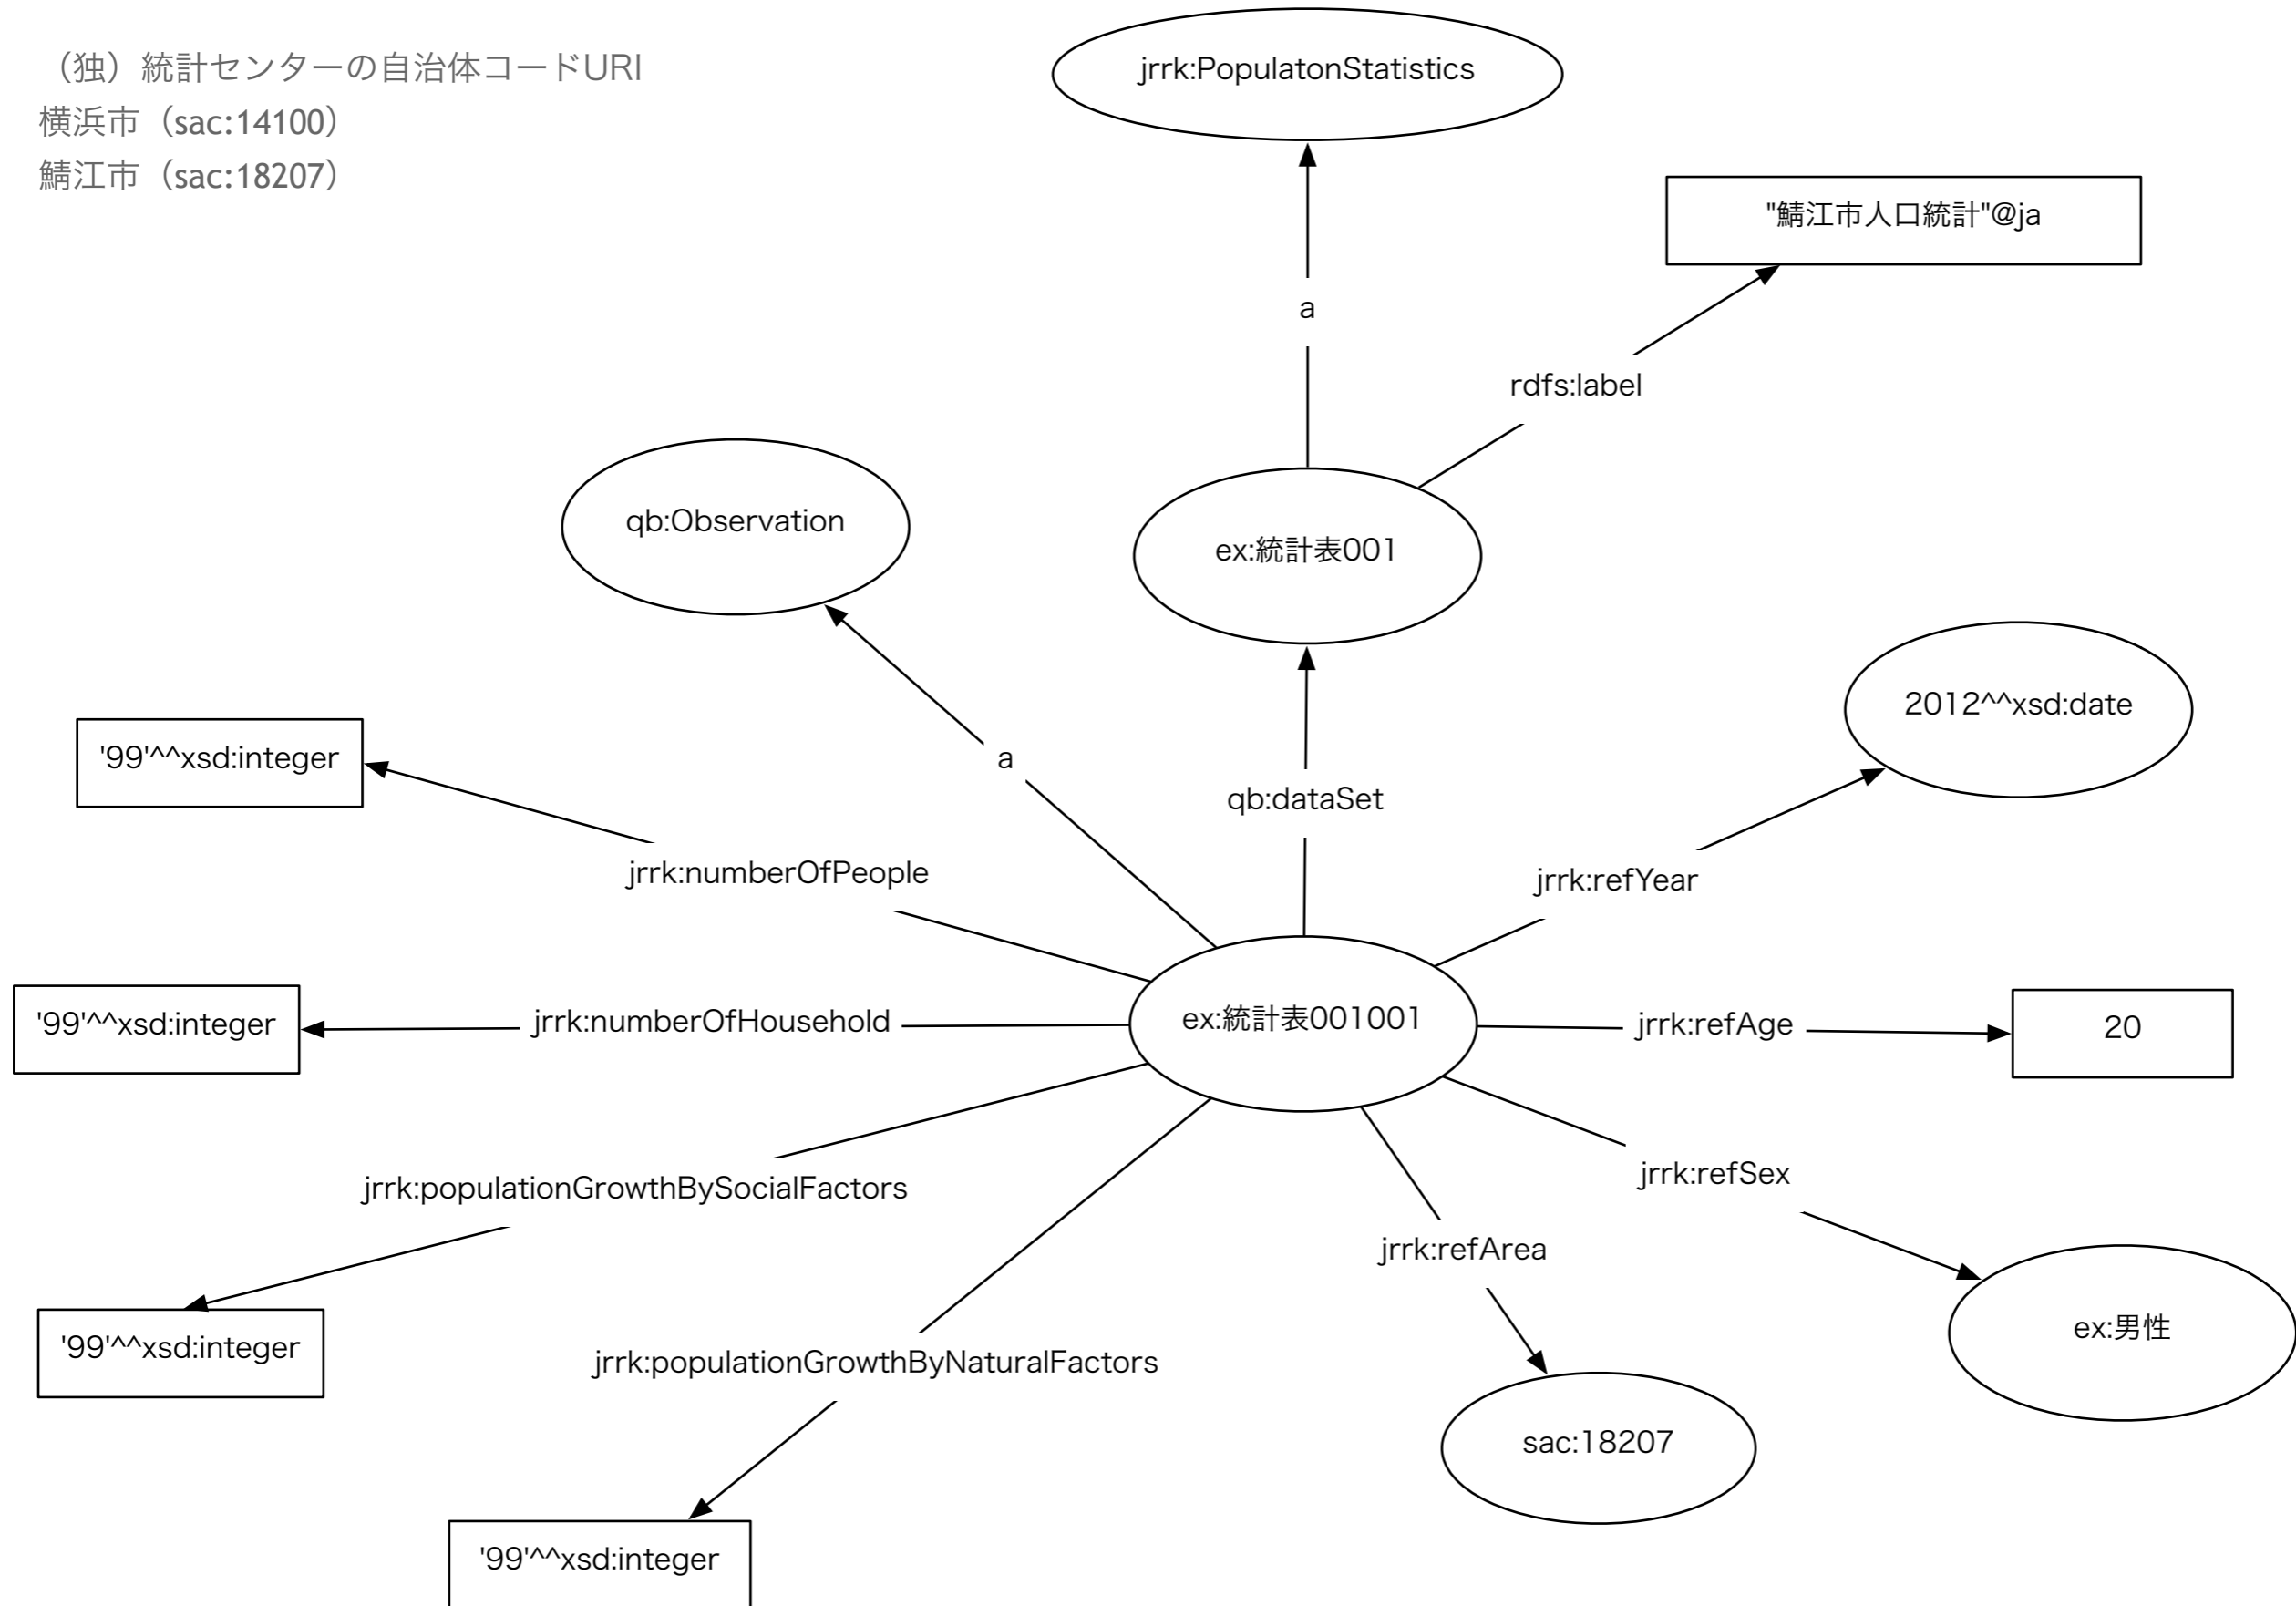 （独）統計センターの自治体コードURI
横浜市（sac:14100）
鯖江市（sac:18207）
jrrk:PopulatonStatistics
"鯖江市人口統計"@ja
a
rdfs:label
qb:Observation
ex:統計表001
2012^^xsd:date
'99'^^xsd:integer
a
qb:dataSet
jrrk:numberOfPeople
jrrk:refYear
'99'^^xsd:integer
jrrk:numberOfHousehold
ex:統計表001001
jrrk:refAge
20
jrrk:populationGrowthBySocialFactors
jrrk:refSex
jrrk:refArea
'99'^^xsd:integer
jrrk:populationGrowthByNaturalFactors
ex:男性
sac:18207
'99'^^xsd:integer